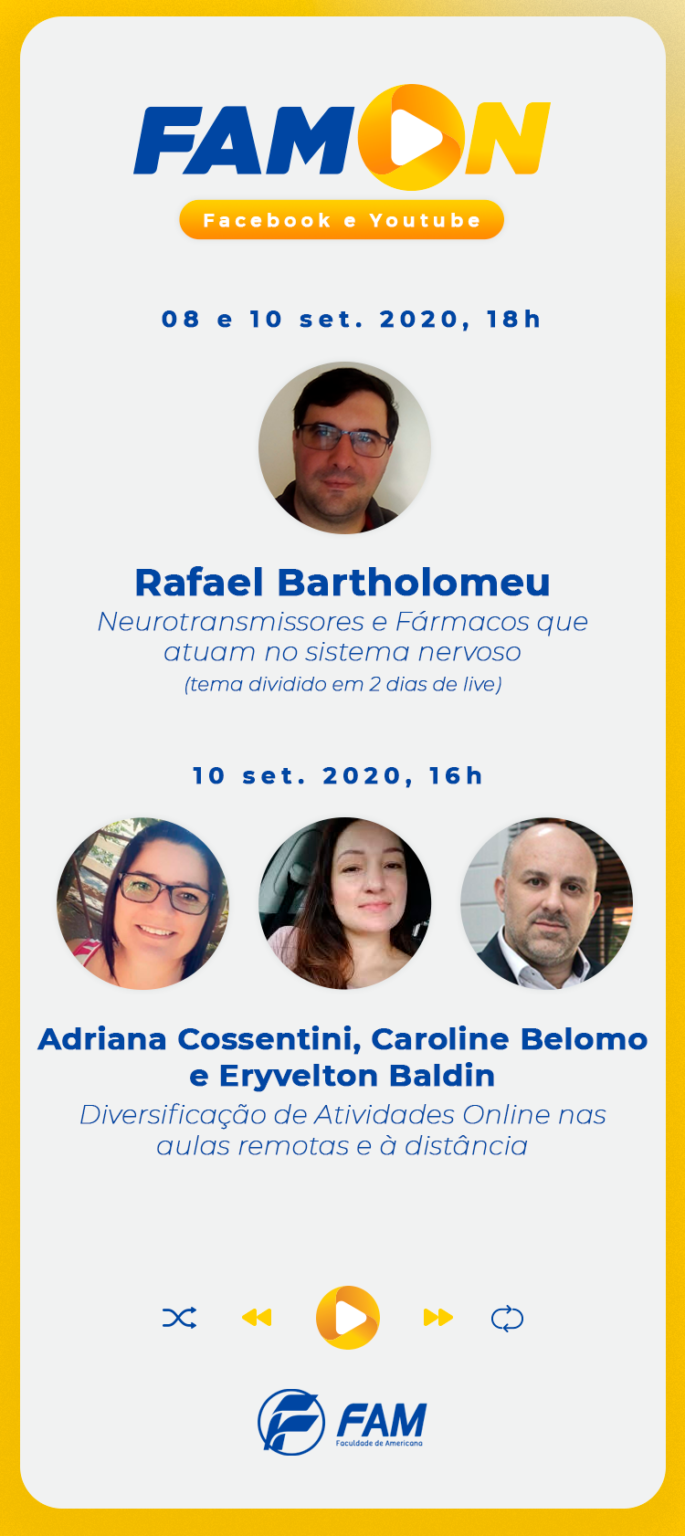 FAMON
Facebook e Youtube
08 e 10 set. 2020, 18h
Rafael Bartholomeu
Neurotransmissores e Fármacos que
atuam no sistema nervoso
(tema dividido em 2 dias de live)
10 set. 2020, 16h
Adriana Cossentini, Caroline Belomo
e Eryvelton Baldin
Diversificação de Atividades Online nas
aulas remotas e à distância
FAM
Faculdade de Americana